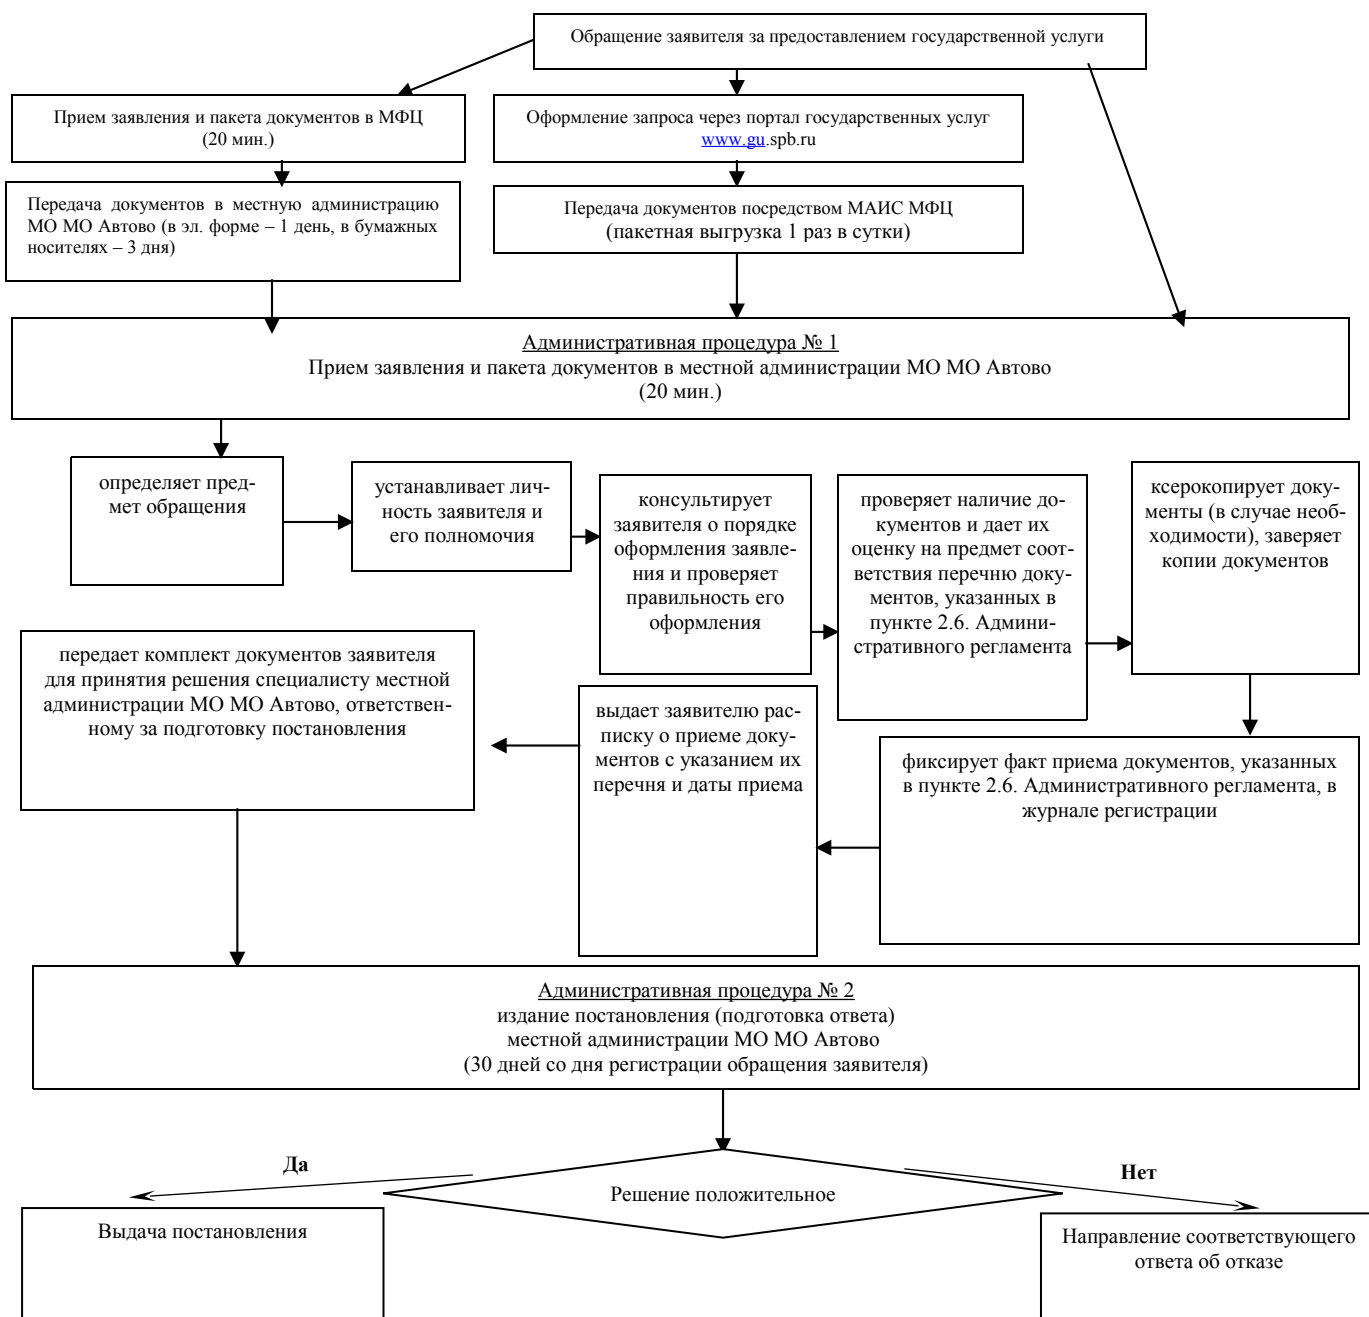 Обращение заявителя за предоставлением государственной услуги
Прием заявления и пакета документов в МФЦ
(20 мин.)
Оформление запроса через портал государственных услуг
www.gu.spb.ru
Передача документов в местную администрацию
МО МО Автово (в эл. форме – 1 день, в бумажных
носителях – 3 дня)
Передача документов посредством МАИС МФЦ
(пакетная выгрузка 1 раз в сутки)
Административная процедура № 1
Прием заявления и пакета документов в местной администрации МО МО Автово
(20 мин.)
определяет пред-
мет обращения
устанавливает лич-
ность заявителя и
его полномочия
консультирует
заявителя о порядке
оформления заявле-
ния и проверяет
правильность его
оформления
проверяет наличие до-
кументов и дает их
оценку на предмет соот-
ветствия перечню доку-
ментов, указанных в
пункте 2.6. Админи-
стративного регламента
ксерокопирует доку-
менты (в случае необ-
ходимости), заверяет
копии документов
передает комплект документов заявителя
для принятия решения специалисту местной
администрации МО МО Автово, ответствен-
ному за подготовку постановления
выдает заявителю рас-
писку о приеме доку-
ментов с указанием их
перечня и даты приема
фиксирует факт приема документов, указанных
в пункте 2.6. Административного регламента, в
журнале регистрации
Административная процедура № 2
издание постановления (подготовка ответа)
местной администрации МО МО Автово
(30 дней со дня регистрации обращения заявителя)
Да
Нет
Решение положительное
Выдача постановления
Направление соответствующего
ответа об отказе